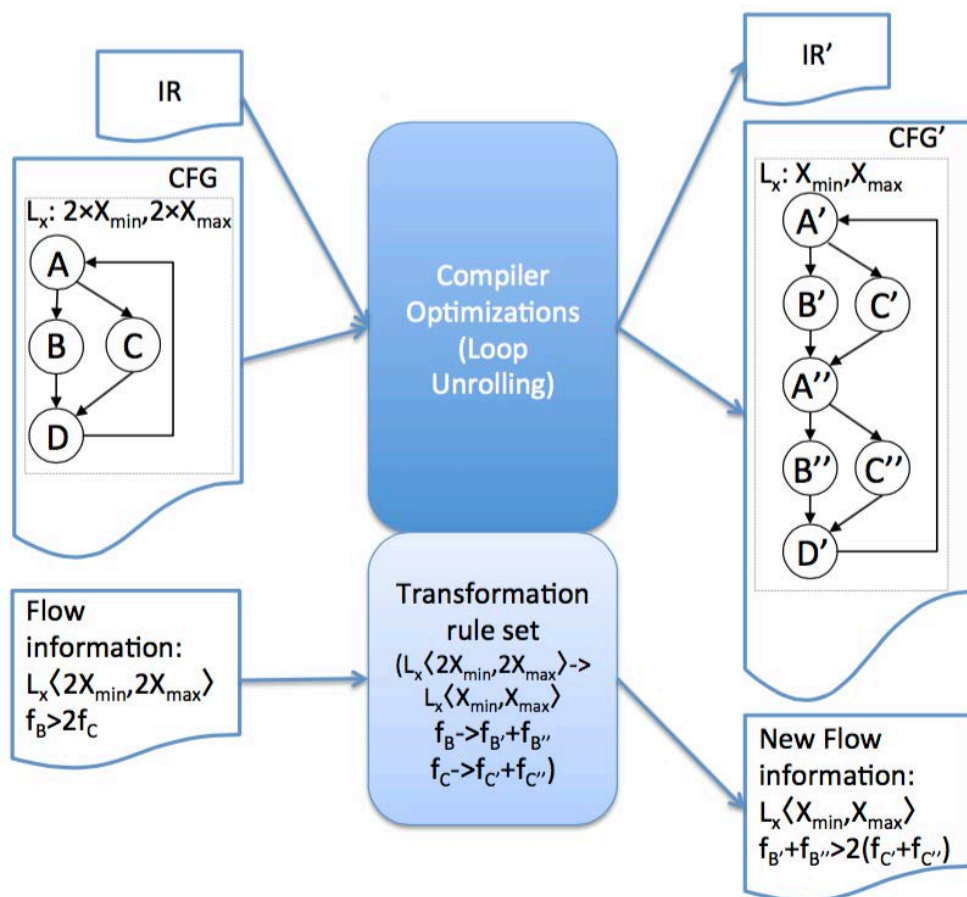 IR
CFG
Lx: 2×Xmin,2×Xmax
A
B
C
D
Flow
information:
Lx⟨2Xmin,2Xmax⟩
fB>2fC
Compiler
Optimizations
(Loop
Unrolling)
Transformation
rule set
(Lx⟨2Xmin,2Xmax⟩->
Lx⟨Xmin,Xmax⟩
fB->fB'+fB''
fC->fC'+fC'')
IR'
CFG'
Lx: Xmin,Xmax
A'
B'
C'
A''
B''
C''
D'
New Flow
information:
Lx⟨Xmin,Xmax⟩
fB'+fB''>2(fC'+fC'')